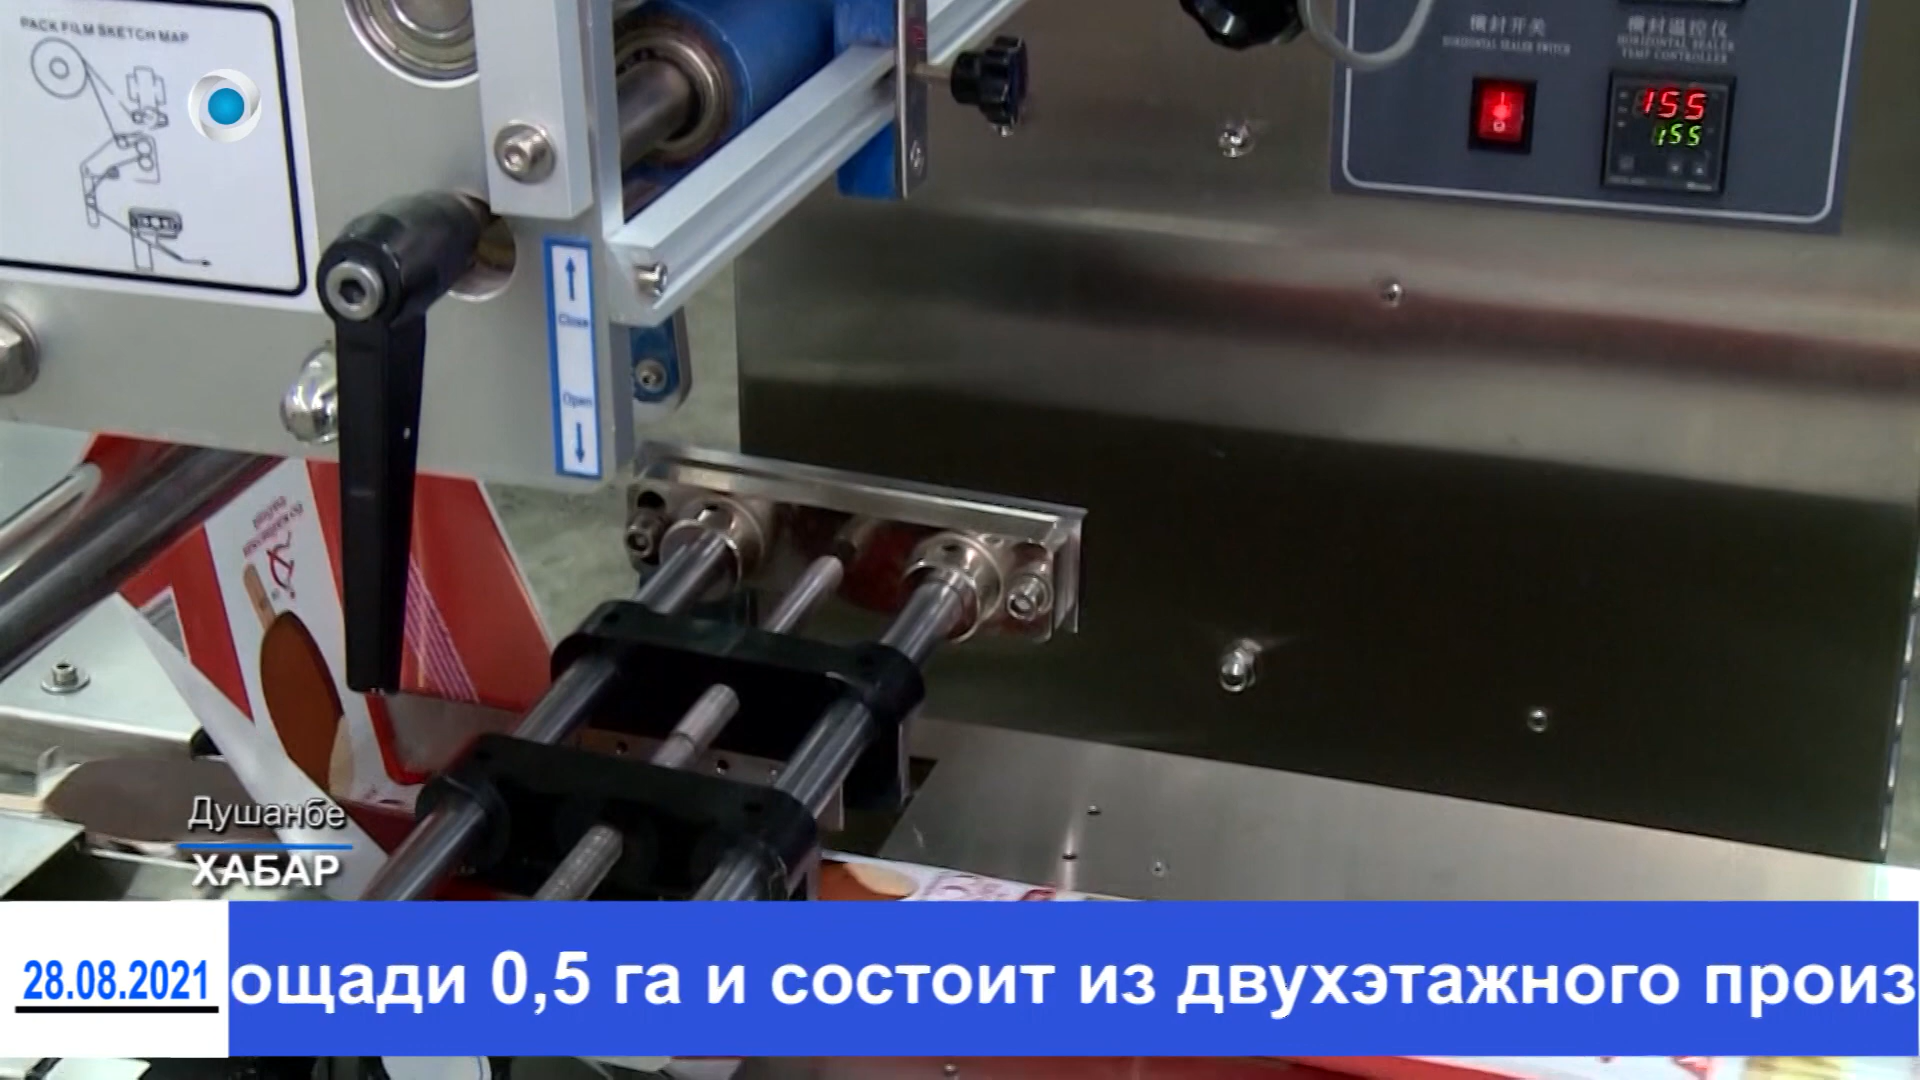 PACK FILM SKETCH MAP
横封开关
HORIZONTAL SEALER SWITCH
横封温控仪
HORIZONTAL SEALER
TEMP CONTROLLER
155
155
Close
Open
Душанбе
ХАБАР
28.08.2021
ощади 0,5 га и состоит из двухэтажного произ